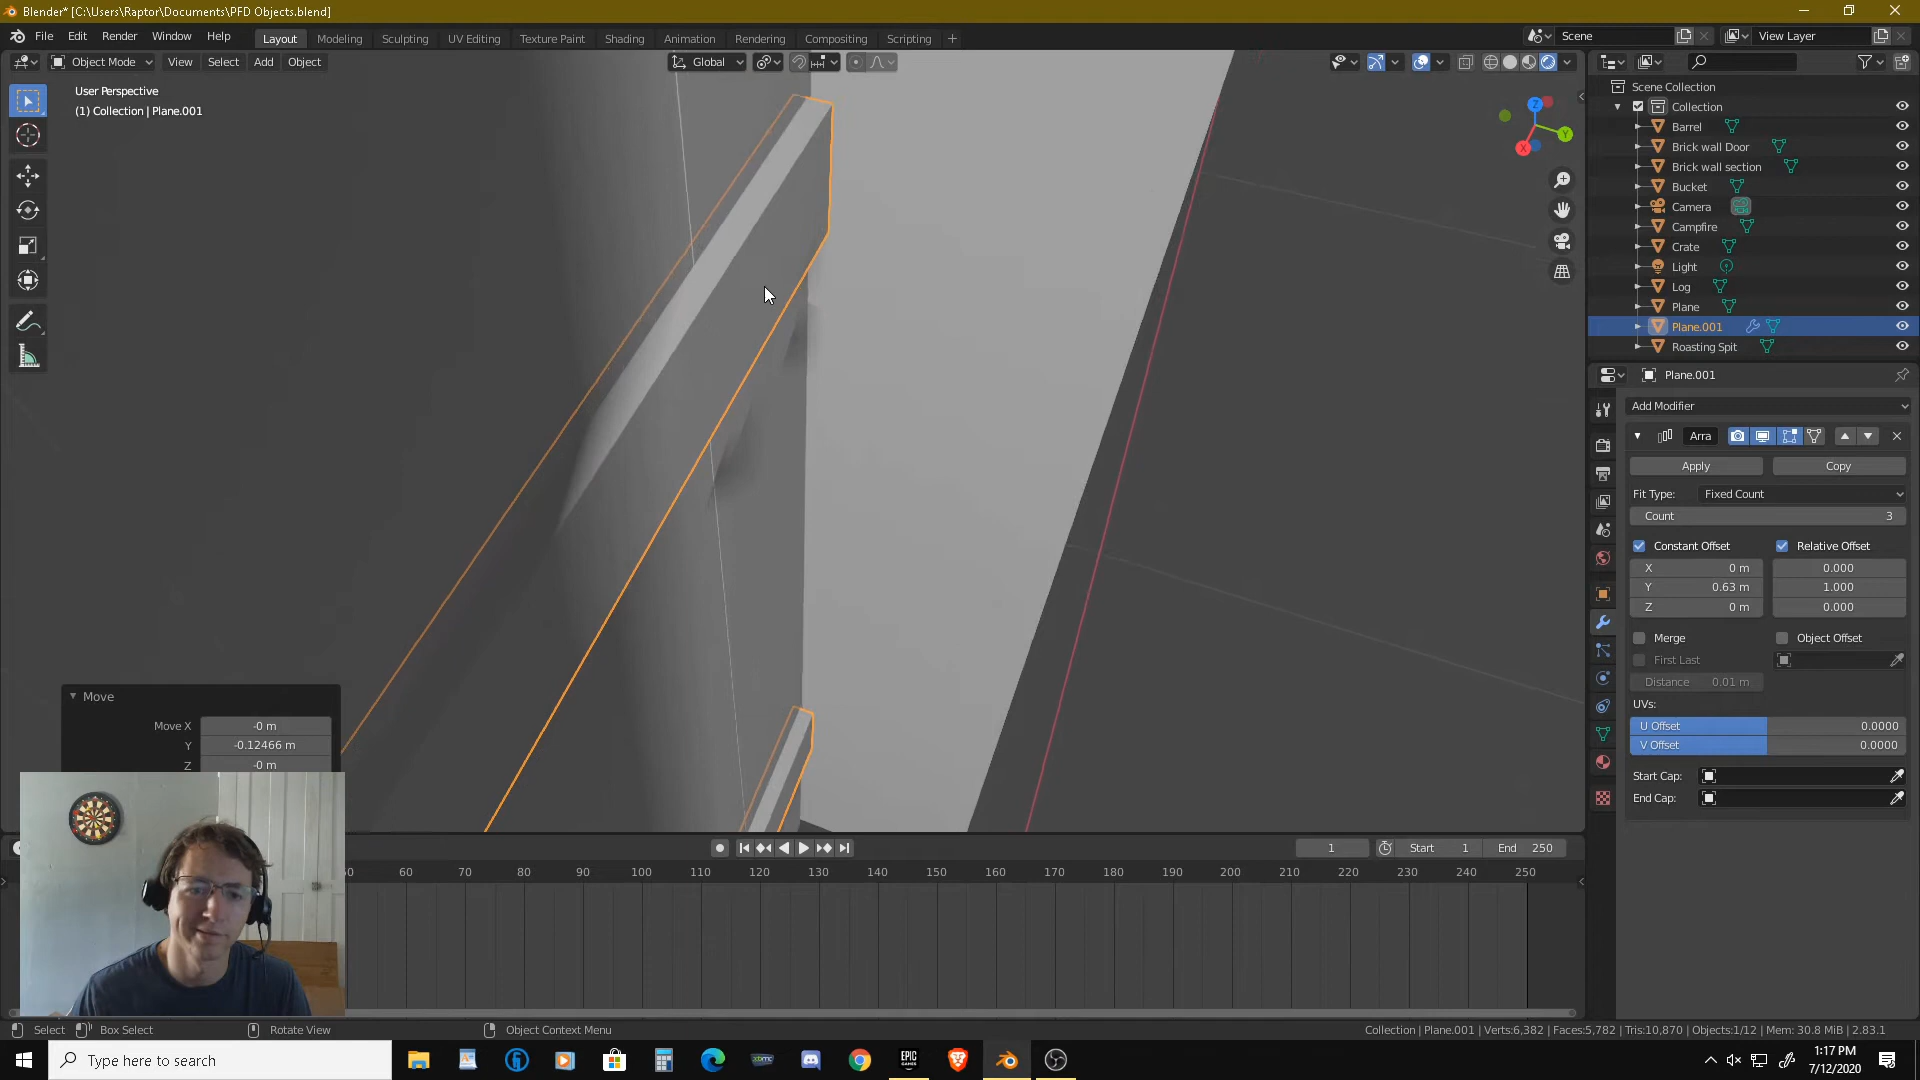 Blender* [C:\Users\Raptor\Documents\PFD Objects.blend]
File Edit Render Window Help
Layout Modeling Sculpting UV Editing Texture Paint Shading Animation Rendering Compositing Scripting +
Scene
View Layer
Object Mode View Select Add Object
Global
User Perspective
(1) Collection | Plane.001
Z
Y
X
Scene Collection
Collection
Barrel
Brick wall Door
Brick wall section
Bucket
Camera
Campfire
Crate
Light
Log
Plane
Plane.001
Roasting Spit
Plane.001
Add Modifier
Arra
Apply Copy
Fit Type: Fixed Count
Count 3
Constant Offset Relative Offset
X 0 m 0.000
Y 0.63 m 1.000
Z 0 m 0.000
Merge Object Offset
First Last
Distance 0.01 m
UVs:
U Offset 0.0000
V Offset 0.0000
Start Cap:
End Cap:
Move
Move X -0 m
Y -0.12466 m
Z -0 m
1 Start 1 End 250
50 60 70 80 90 100 110 120 130 140 150 160 170 180 190 200 210 220 230 240 250
Select Box Select Rotate View Object Context Menu
Collection | Plane.001 | Verts:6,382 | Faces:5,782 | Tris:10,870 | Objects:1/12 | Mem: 30.8 MiB | 2.83.1
Type here to search
EPIC
GAMES
1:17 PM
7/12/2020